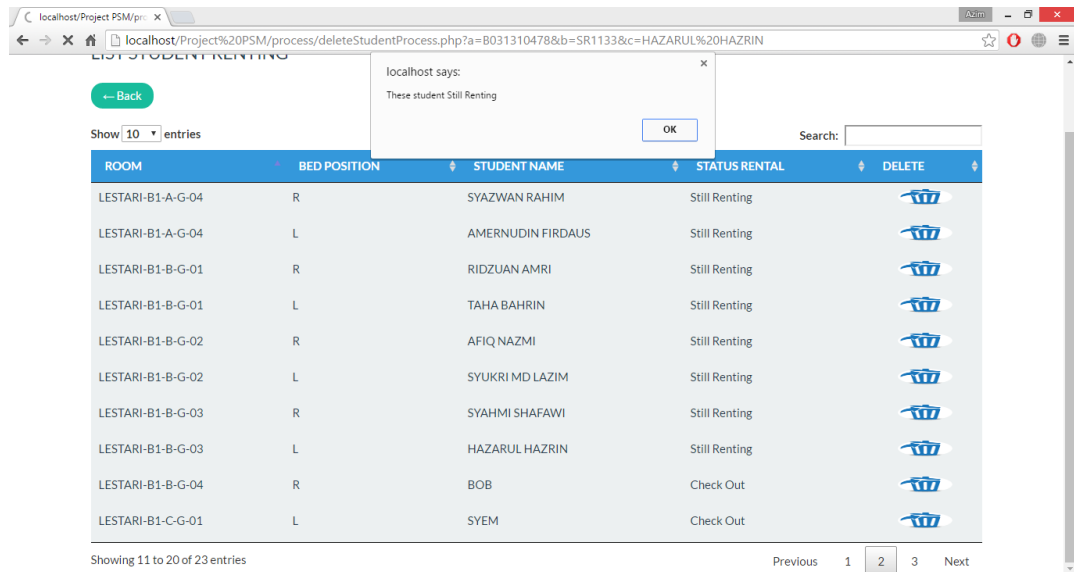 localhost/Project PSM/pro
Azim
localhost/Project%20PSM/process/deleteStudentProcess.php?a=B031310478&b=SR1133&c=HAZARUL%20HAZRIN
LIST STUDENT RENTING
localhost says:
These student Still Renting
OK
←Back
Show 10 entries
Search:
ROOM BED POSITION STUDENT NAME STATUS RENTAL DELETE
LESTARI-B1-A-G-04 R SYAZWAN RAHIM Still Renting
LESTARI-B1-A-G-04 L AMERNUDIN FIRDAUS Still Renting
LESTARI-B1-B-G-01 R RIDZUAN AMRI Still Renting
LESTARI-B1-B-G-01 L TAHA BAHRIN Still Renting
LESTARI-B1-B-G-02 R AFIQ NAZMI Still Renting
LESTARI-B1-B-G-02 L SYUKRI MD LAZIM Still Renting
LESTARI-B1-B-G-03 R SYAHMI SHAFAWI Still Renting
LESTARI-B1-B-G-03 L HAZARUL HAZRIN Still Renting
LESTARI-B1-B-G-04 R BOB Check Out
LESTARI-B1-C-G-01 L SYEM Check Out
Showing 11 to 20 of 23 entries
Previous 1 2 3 Next